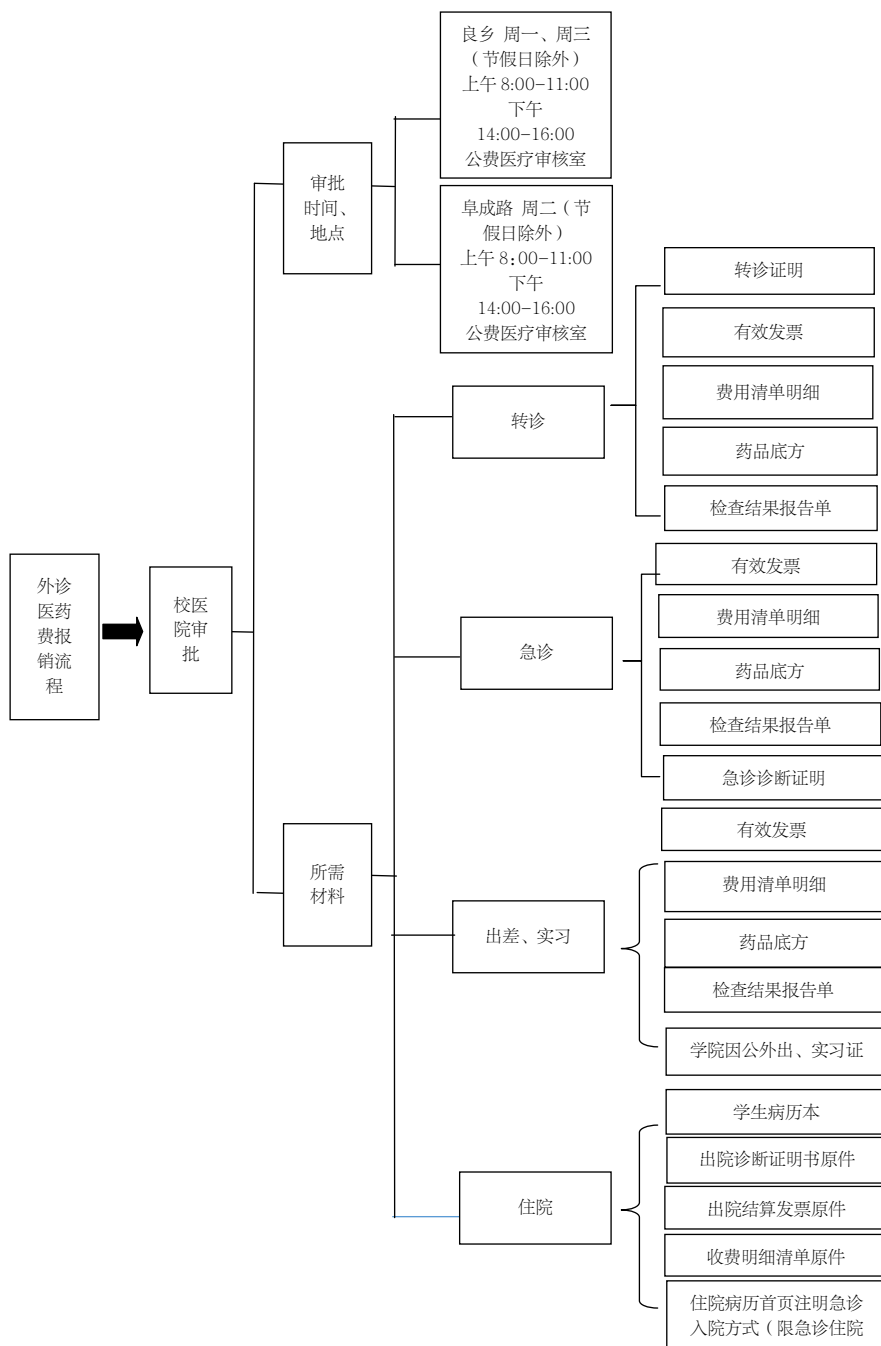 外诊
医药
费报
销流
程
校医
院审
批
审批
时间、
地点
良乡 周一、周三
（节假日除外）
上午 8:00-11:00
下午
14:00-16:00
公费医疗审核室
阜成路 周二（节
假日除外）
上午 8：00-11:00
下午
14:00-16:00
公费医疗审核室
所需
材料
转诊
转诊证明
有效发票
费用清单明细
药品底方
检查结果报告单
急诊
有效发票
费用清单明细
药品底方
检查结果报告单
急诊诊断证明
出差、实习
有效发票
费用清单明细
药品底方
检查结果报告单
学院因公外出、实习证
住院
学生病历本
出院诊断证明书原件
出院结算发票原件
收费明细清单原件
住院病历首页注明急诊
入院方式（限急诊住院